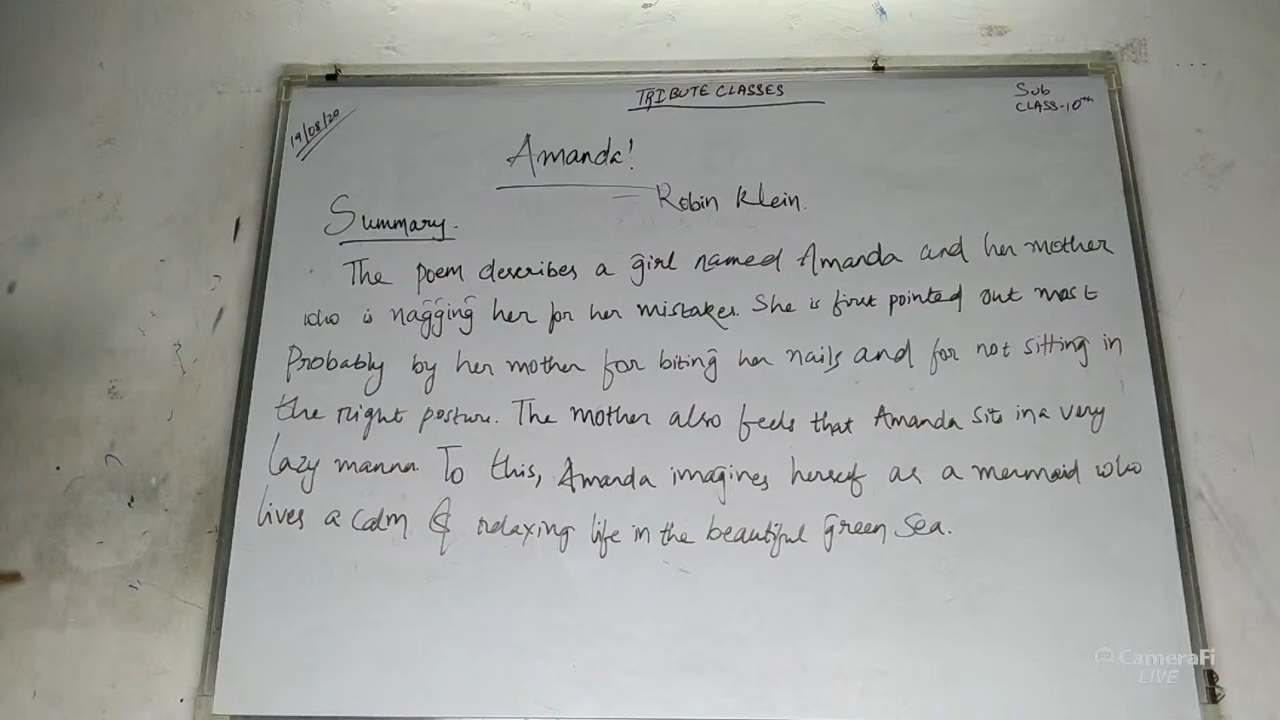 TRIBUTE CLASSES
Sub
CLASS-10th
19/08/20
Amanda!
— Robin Klein.
Summary.
The poem describes a girl named Amanda and her mother
who is nagging her for her mistakes. She is first pointed out most
Probably by her mother for biting her nails and for not sitting in
the right posture. The mother also feels that Amanda sits in a very
lazy manner. To this, Amanda imagines herself as a mermaid who
lives a calm & relaxing life in the beautiful green sea.
CameraFi
LIVE